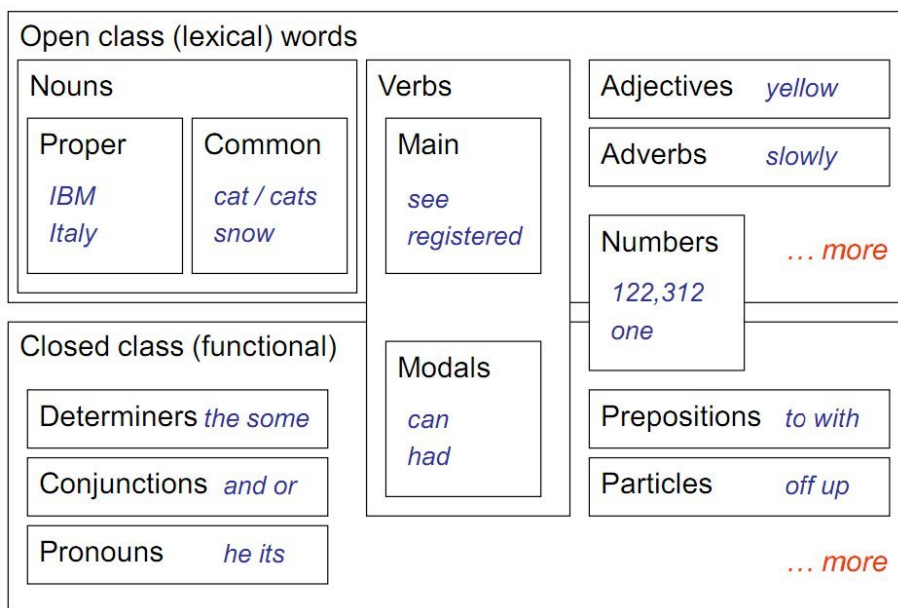 Open class (lexical) words
Nouns
Proper
IBM
Italy
Common
cat / cats
snow
Verbs
Main
see
registered
Adjectives yellow
Adverbs slowly
Numbers
122,312
one
… more
Closed class (functional)
Determiners the some
Conjunctions and or
Pronouns he its
Modals
can
had
Prepositions to with
Particles off up
… more